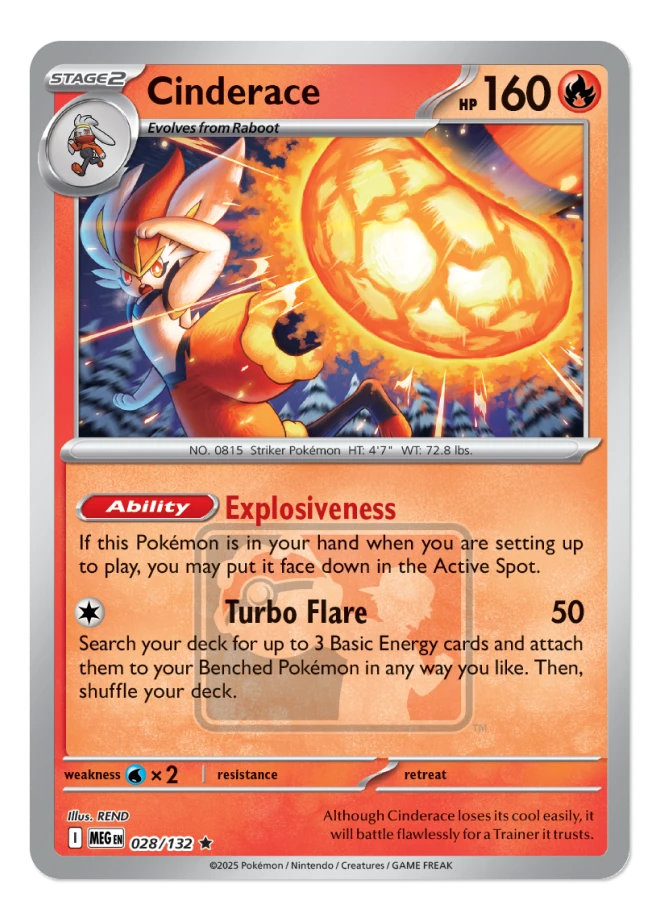 STAGE2
Cinderace
HP 160
Evolves from Raboot
NO. 0815 Striker Pokémon HT: 4'7" WT: 72.8 lbs.
Ability Explosiveness
If this Pokémon is in your hand when you are setting up
to play, you may put it face down in the Active Spot.
Turbo Flare 50
Search your deck for up to 3 Basic Energy cards and attach
them to your Benched Pokémon in any way you like. Then,
shuffle your deck.
TM
weakness ×2 resistance retreat
Illus. REND
I MEG EN 028/132 ★
Although Cinderace loses its cool easily, it
will battle flawlessly for a Trainer it trusts.
©2025 Pokémon / Nintendo / Creatures / GAME FREAK